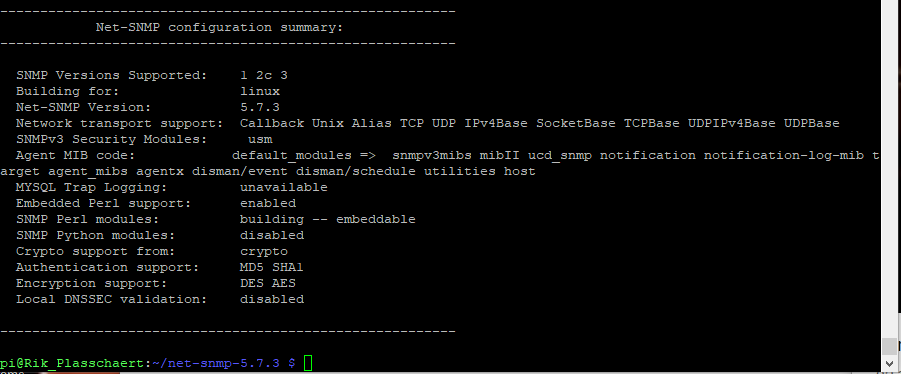 ---------------------------------------------------------
Net-SNMP configuration summary:
---------------------------------------------------------
SNMP Versions Supported:    1 2c 3
Building for:               linux
Net-SNMP Version:           5.7.3
Network transport support:  Callback Unix Alias TCP UDP IPv4Base SocketBase TCPBase UDPIPv4Base UDPBase
SNMPv3 Security Modules:     usm
Agent MIB code:            default_modules =>  snmpv3mibs mibII ucd_snmp notification notification-log-mib t
arget agent_mibs agentx disman/event disman/schedule utilities host
MYSQL Trap Logging:         unavailable
Embedded Perl support:      enabled
SNMP Perl modules:          building -- embeddable
SNMP Python modules:        disabled
Crypto support from:        crypto
Authentication support:     MD5 SHA1
Encryption support:         DES AES
Local DNSSEC validation:    disabled
---------------------------------------------------------
pi@Rik_Plasschaert:~/net-snmp-5.7.3 $